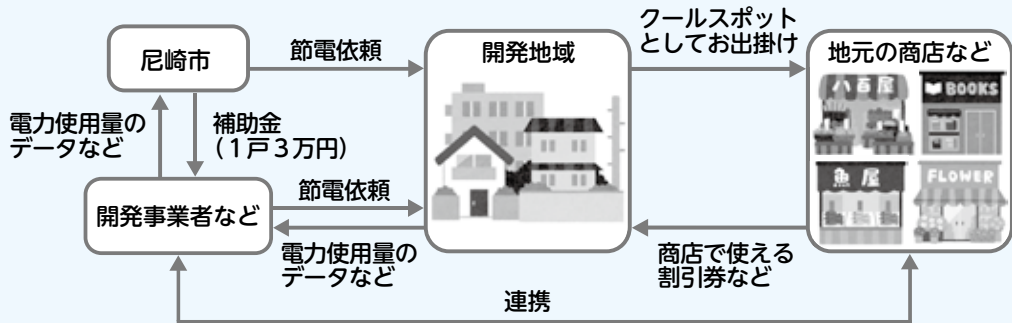 尼崎市
節電依頼
開発地域
クールスポット
としてお出掛け
地元の商店など
八百屋
BOOKS
魚屋
FLOWER
電力使用量の
データなど
補助金
(1戸3万円)
開発事業者など
節電依頼
電力使用量の
データなど
商店で使える
割引券など
連携